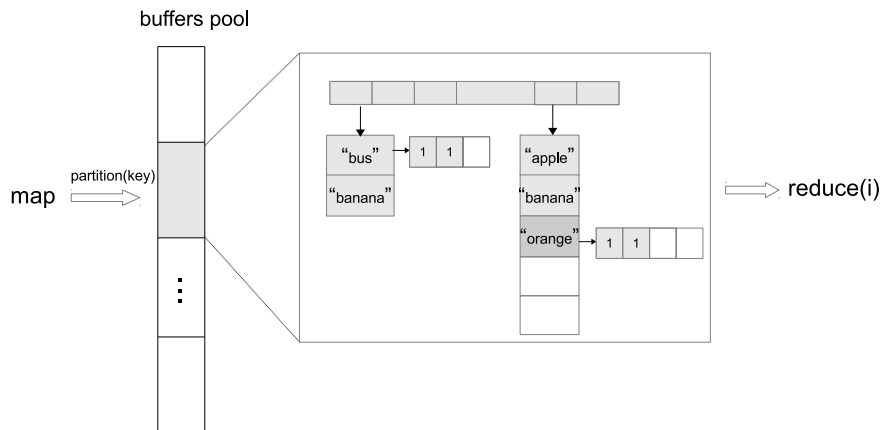 buffers pool
map
partition(key)
“bus”
1 1
“banana”
“apple”
“banana”
“orange”
1 1
reduce(i)